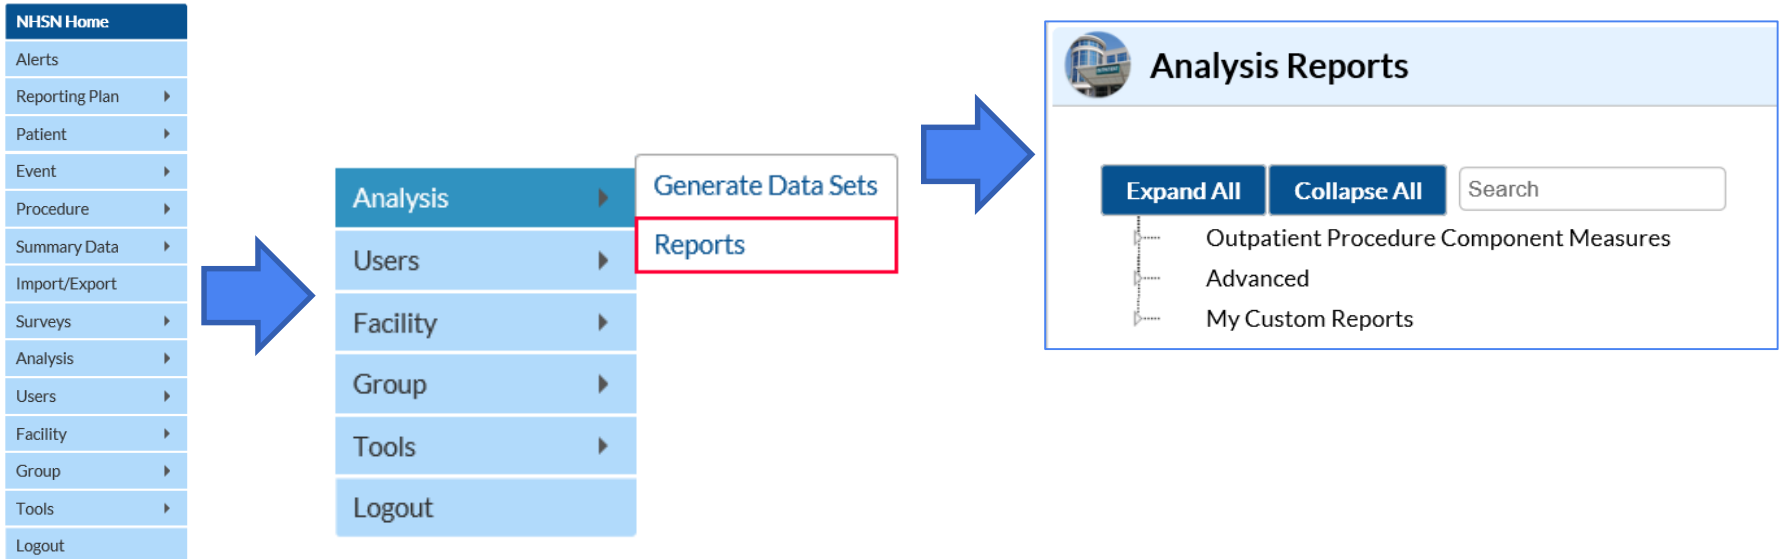 NHSN Home
Alerts
Reporting Plan
Patient
Event
Procedure
Summary Data
Import/Export
Surveys
Analysis
Users
Facility
Group
Tools
Logout
Analysis
Users
Facility
Group
Tools
Logout
Generate Data Sets
Reports
Analysis Reports
Expand All
Collapse All
Search
Outpatient Procedure Component Measures
Advanced
My Custom Reports